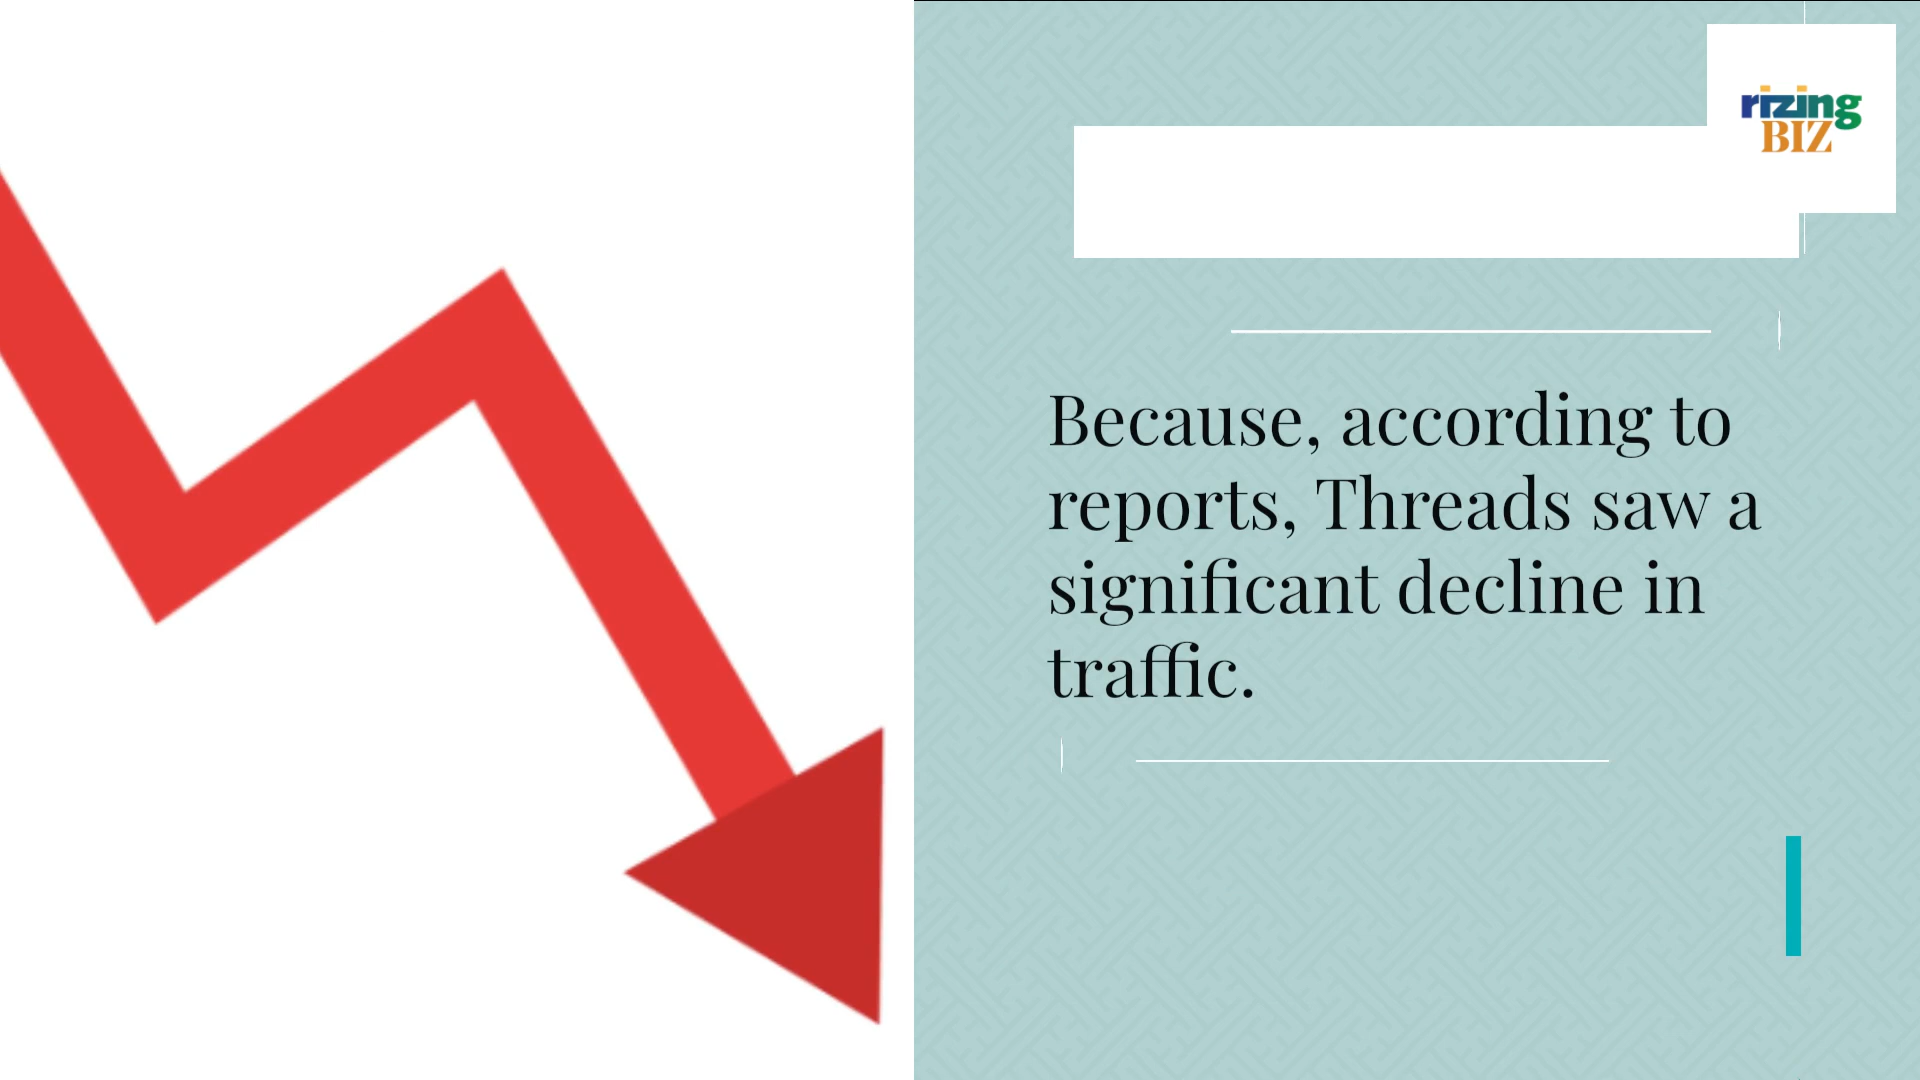 rizing
BIZ
Because, according to
reports, Threads saw a
significant decline in
traffic.